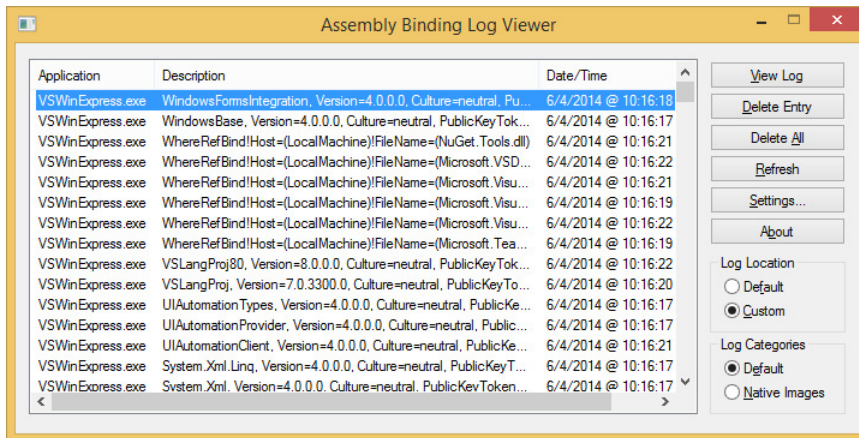 Assembly Binding Log Viewer
Application Description Date/Time
VSWinExpress.exe WindowsFormsIntegration, Version=4.0.0.0, Culture=neutral, Pu... 6/4/2014 @ 10:16:18
VSWinExpress.exe WindowsBase, Version=4.0.0.0, Culture=neutral, PublicKeyTok... 6/4/2014 @ 10:16:17
VSWinExpress.exe WhereRefBind!Host=(LocalMachine)!FileName=(NuGet.Tools.dll) 6/4/2014 @ 10:16:21
VSWinExpress.exe WhereRefBind!Host=(LocalMachine)!FileName=(Microsoft.VSD... 6/4/2014 @ 10:16:22
VSWinExpress.exe WhereRefBind!Host=(LocalMachine)!FileName=(Microsoft.Visu... 6/4/2014 @ 10:16:21
VSWinExpress.exe WhereRefBind!Host=(LocalMachine)!FileName=(Microsoft.Visu... 6/4/2014 @ 10:16:19
VSWinExpress.exe WhereRefBind!Host=(LocalMachine)!FileName=(Microsoft.Visu... 6/4/2014 @ 10:16:22
VSWinExpress.exe WhereRefBind!Host=(LocalMachine)!FileName=(Microsoft.Tea... 6/4/2014 @ 10:16:19
VSWinExpress.exe VSLangProj80, Version=8.0.0.0, Culture=neutral, PublicKeyTok... 6/4/2014 @ 10:16:22
VSWinExpress.exe VSLangProj, Version=7.0.3300.0, Culture=neutral, PublicKeyTo... 6/4/2014 @ 10:16:20
VSWinExpress.exe UIAutomationTypes, Version=4.0.0.0, Culture=neutral, PublicKe... 6/4/2014 @ 10:16:17
VSWinExpress.exe UIAutomationProvider, Version=4.0.0.0, Culture=neutral, Public... 6/4/2014 @ 10:16:17
VSWinExpress.exe UIAutomationClient, Version=4.0.0.0, Culture=neutral, PublicKe... 6/4/2014 @ 10:16:21
VSWinExpress.exe System.Xml.Linq, Version=4.0.0.0, Culture=neutral, PublicKeyT... 6/4/2014 @ 10:16:17
VSWinExpress.exe System.Xml, Version=4.0.0.0, Culture=neutral, PublicKeyToken... 6/4/2014 @ 10:16:17
View Log
Delete Entry
Delete All
Refresh
Settings...
About
Log Location
Default
Custom
Log Categories
Default
Native Images